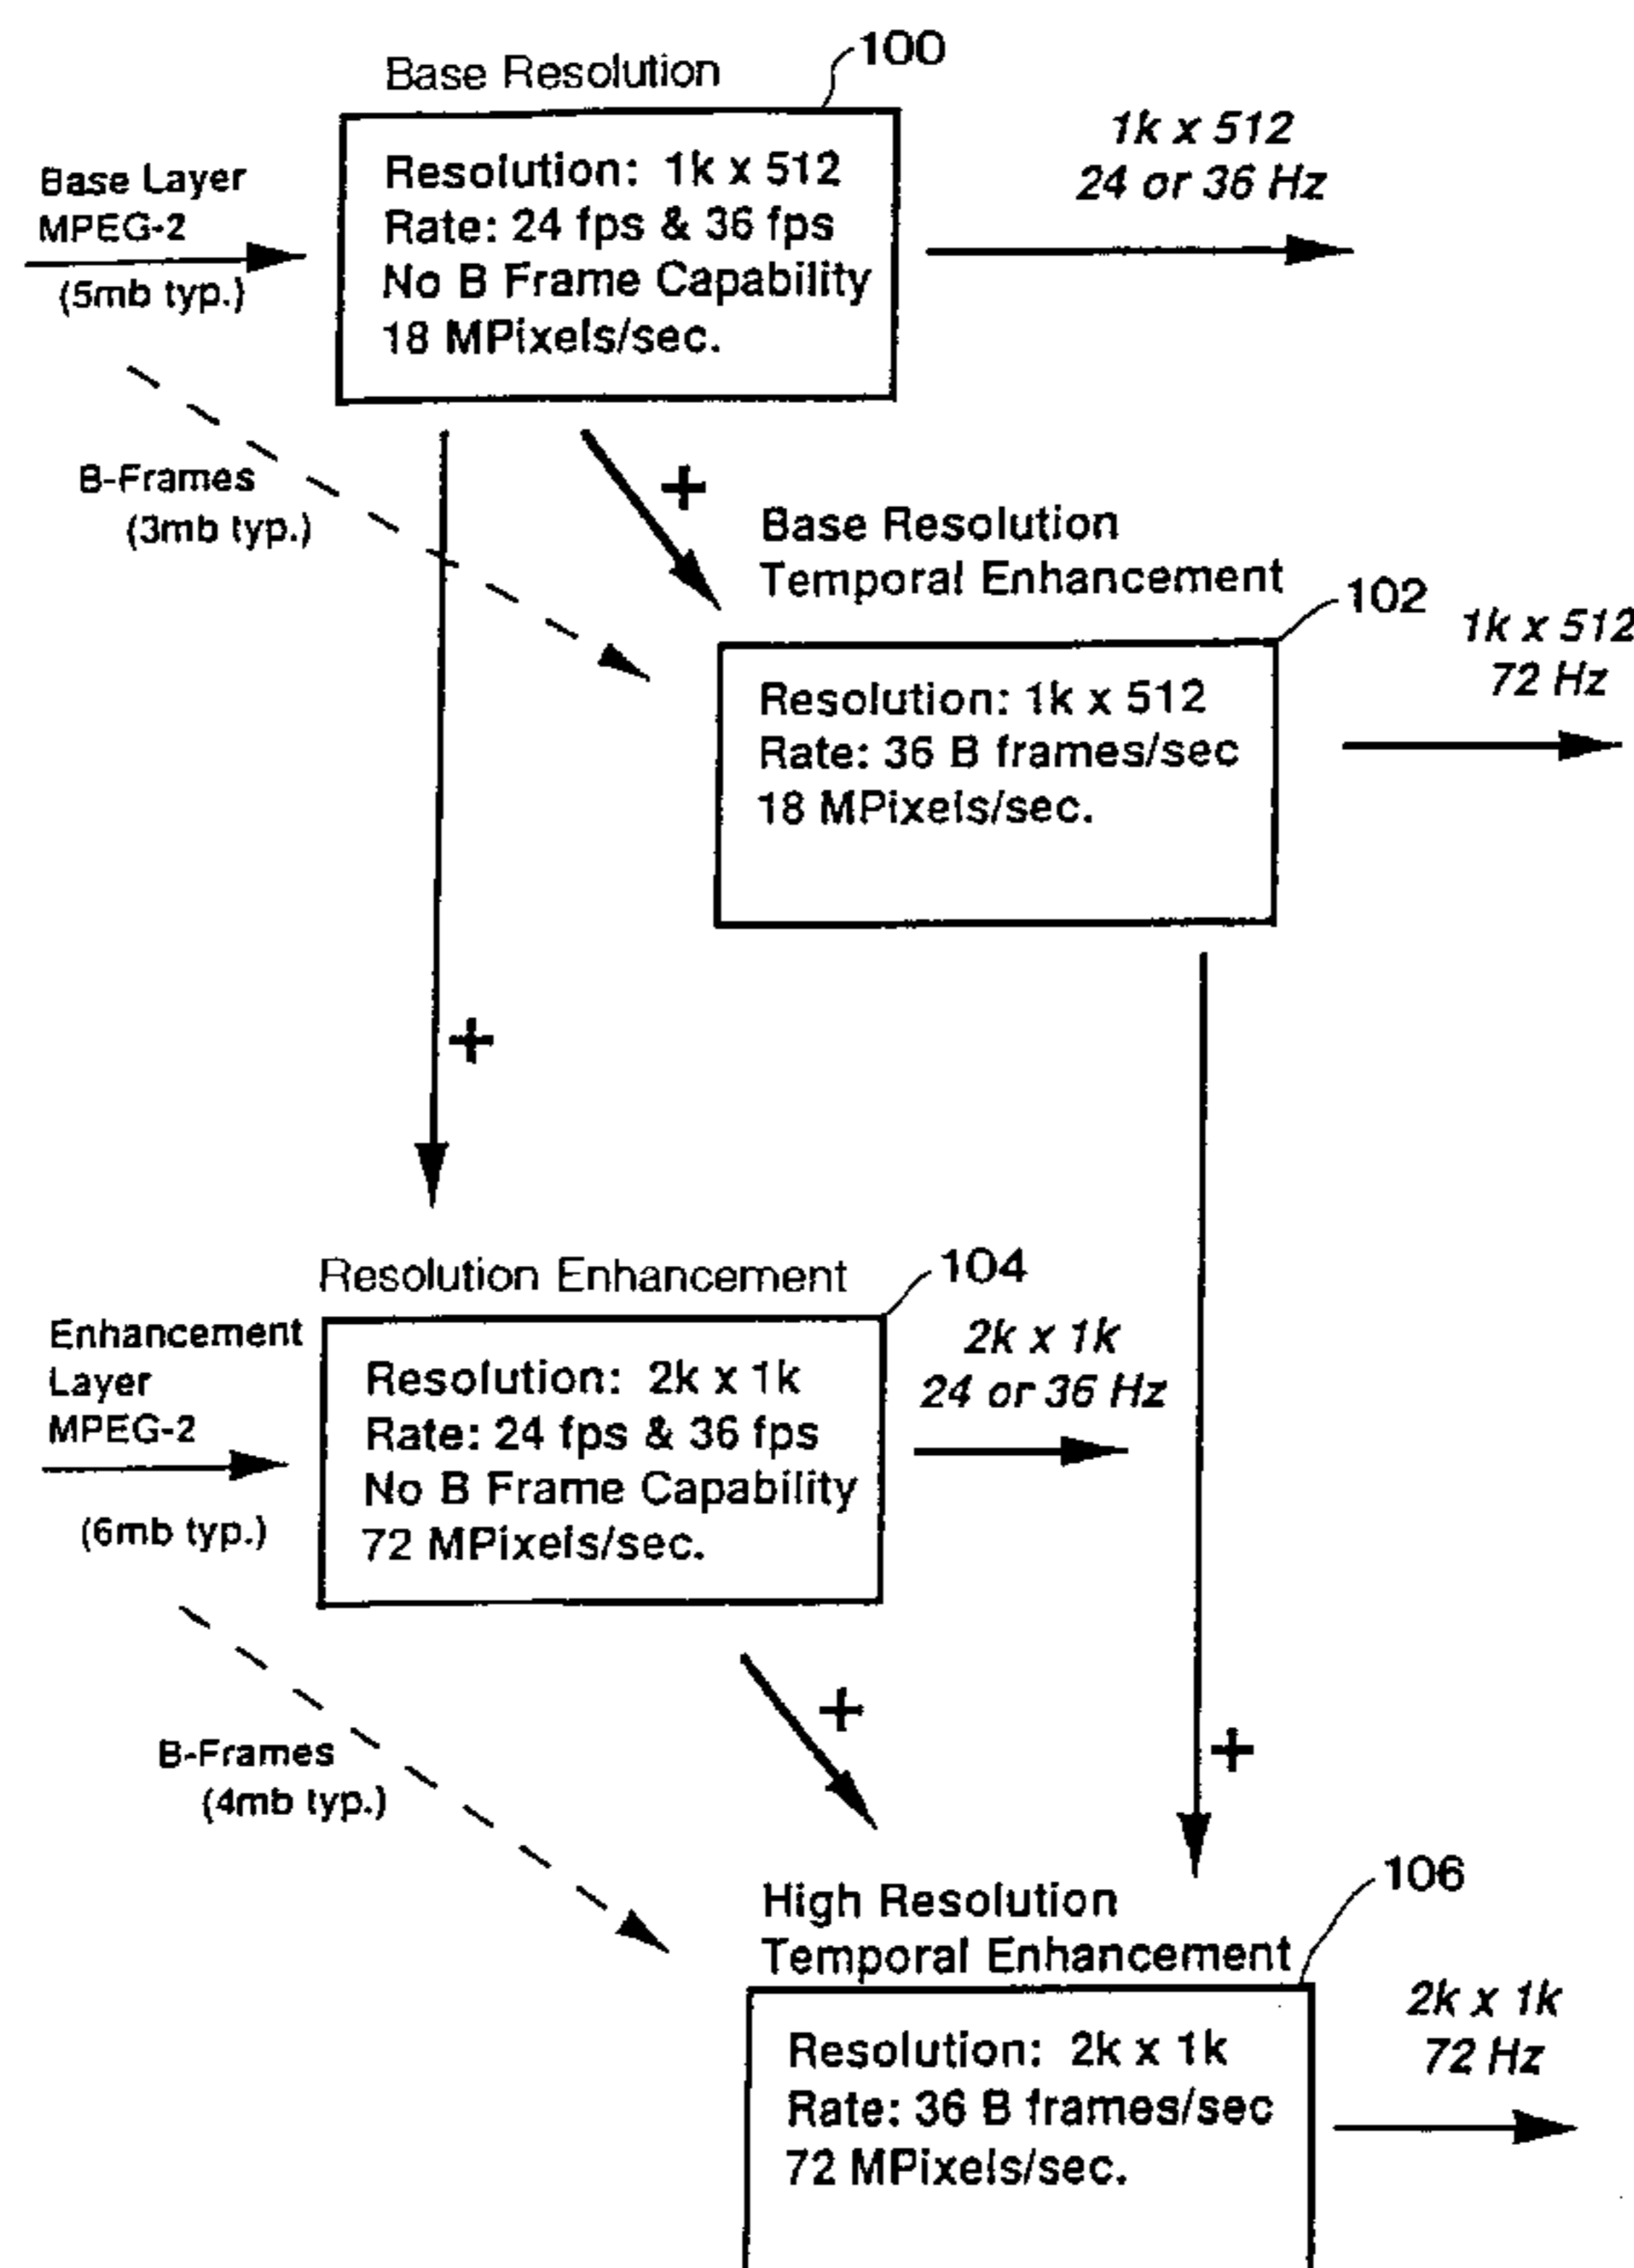 Base Resolution
100
Base Layer
MPEG-2
(5mb typ.)
Resolution: 1k x 512
Rate: 24 fps & 36 fps
No B Frame Capability
18 MPixels/sec.
1k x 512
24 or 36 Hz
B-Frames
(3mb typ.)
+
Base Resolution
Temporal Enhancement
102
1k x 512
72 Hz
Resolution: 1k x 512
Rate: 36 B frames/sec
18 MPixels/sec.
+
Resolution Enhancement
104
Enhancement
Layer
MPEG-2
(6mb typ.)
Resolution: 2k x 1k
Rate: 24 fps & 36 fps
No B Frame Capability
72 MPixels/sec.
2k x 1k
24 or 36 Hz
B-Frames
(4mb typ.)
+
+
High Resolution
Temporal Enhancement
106
Resolution: 2k x 1k
Rate: 36 B frames/sec
72 MPixels/sec.
2k x 1k
72 Hz